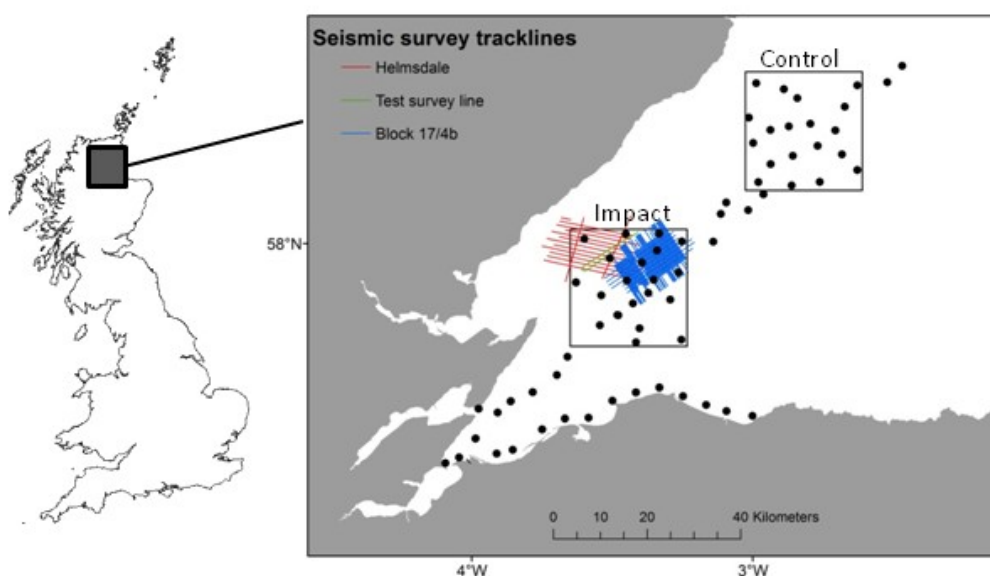 Seismic survey tracklines
Helmsdale
Test survey line
Block 17/4b
Control
Impact
58°N
0 10 20 40 Kilometers
4°W
3°W